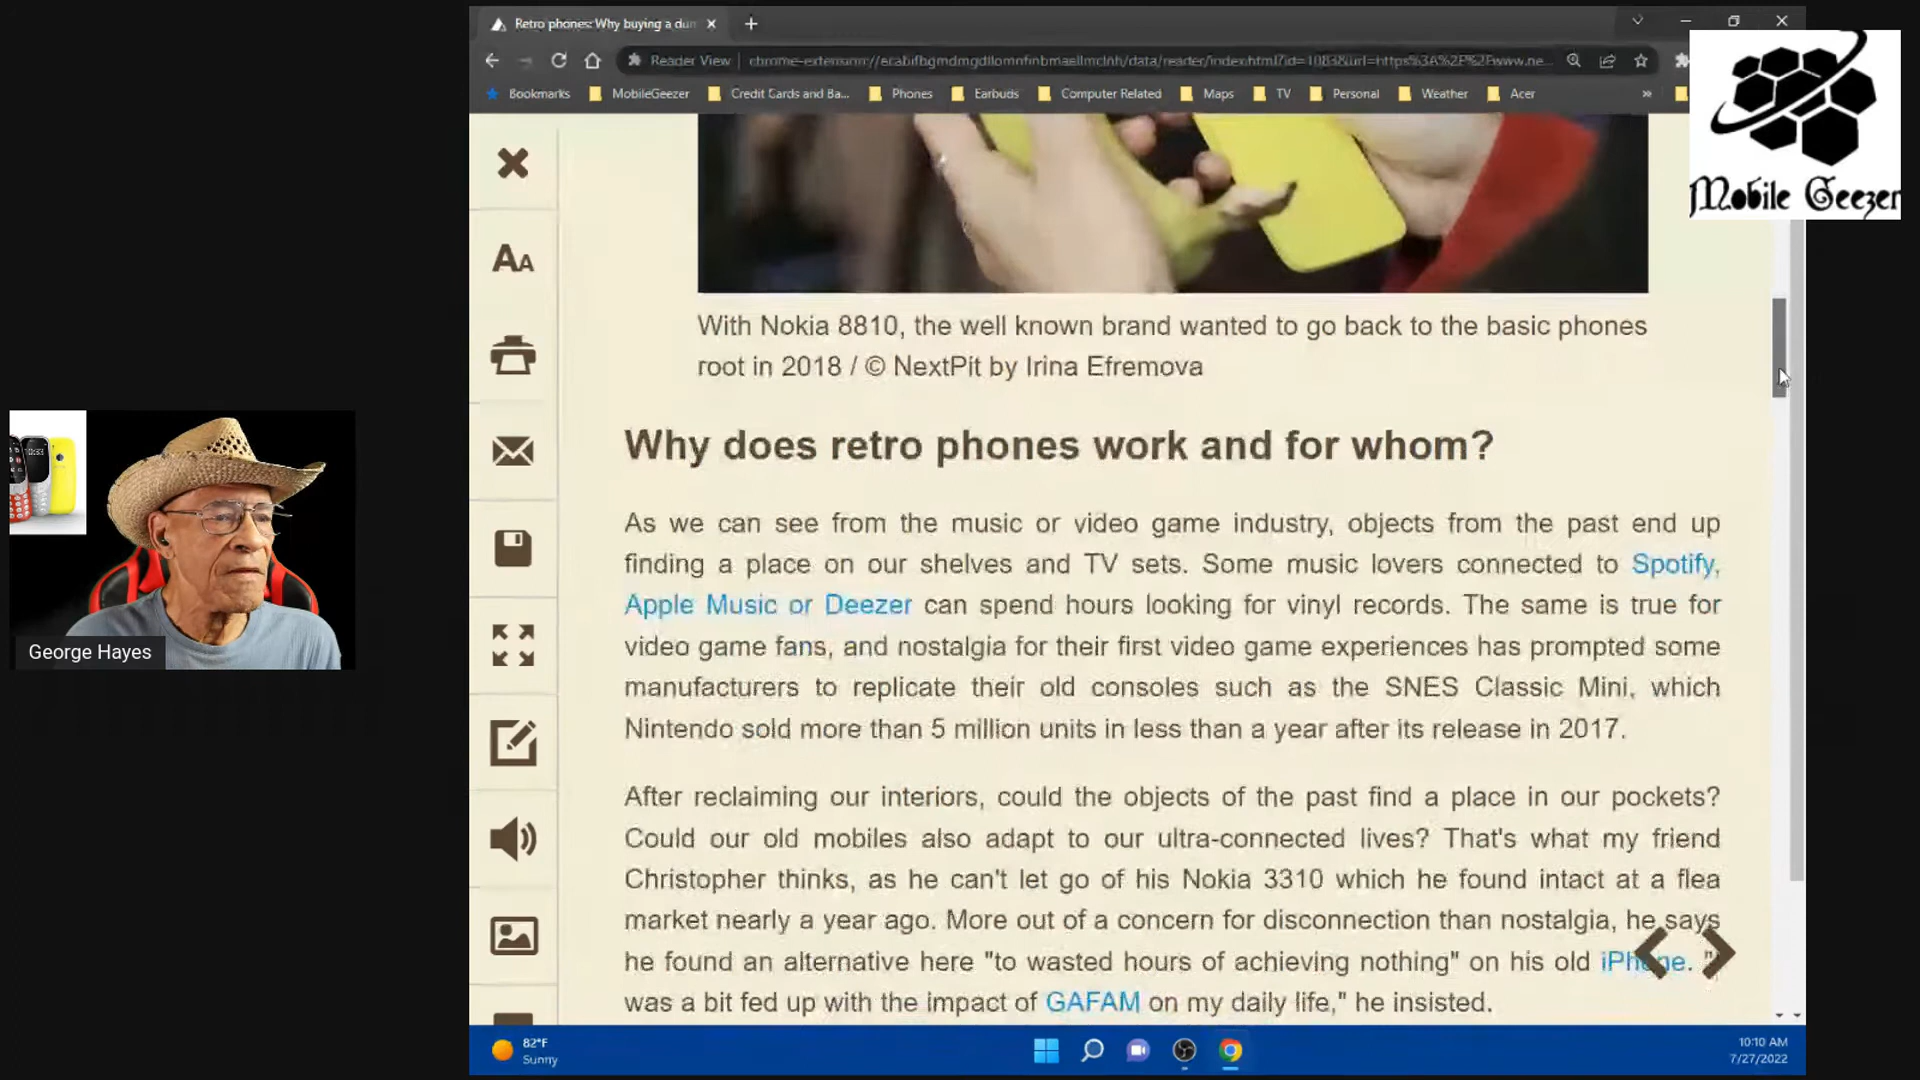 Retro phones: Why buying a dum
Reader View
Bookmarks MobileGeezer Credit Cards and Ba... Phones Earbuds Computer Related Maps TV Personal Weather Acer
Mobile Geezer
With Nokia 8810, the well known brand wanted to go back to the basic phones
root in 2018 / © NextPit by Irina Efremova
Why does retro phones work and for whom?
As we can see from the music or video game industry, objects from the past end up
finding a place on our shelves and TV sets. Some music lovers connected to Spotify,
Apple Music or Deezer can spend hours looking for vinyl records. The same is true for
video game fans, and nostalgia for their first video game experiences has prompted some
manufacturers to replicate their old consoles such as the SNES Classic Mini, which
Nintendo sold more than 5 million units in less than a year after its release in 2017.
After reclaiming our interiors, could the objects of the past find a place in our pockets?
Could our old mobiles also adapt to our ultra-connected lives? That's what my friend
Christopher thinks, as he can't let go of his Nokia 3310 which he found intact at a flea
market nearly a year ago. More out of a concern for disconnection than nostalgia, he says
he found an alternative here "to wasted hours of achieving nothing" on his old iPhone.
was a bit fed up with the impact of GAFAM on my daily life," he insisted.
George Hayes
82°F
Sunny
10:10 AM
7/27/2022